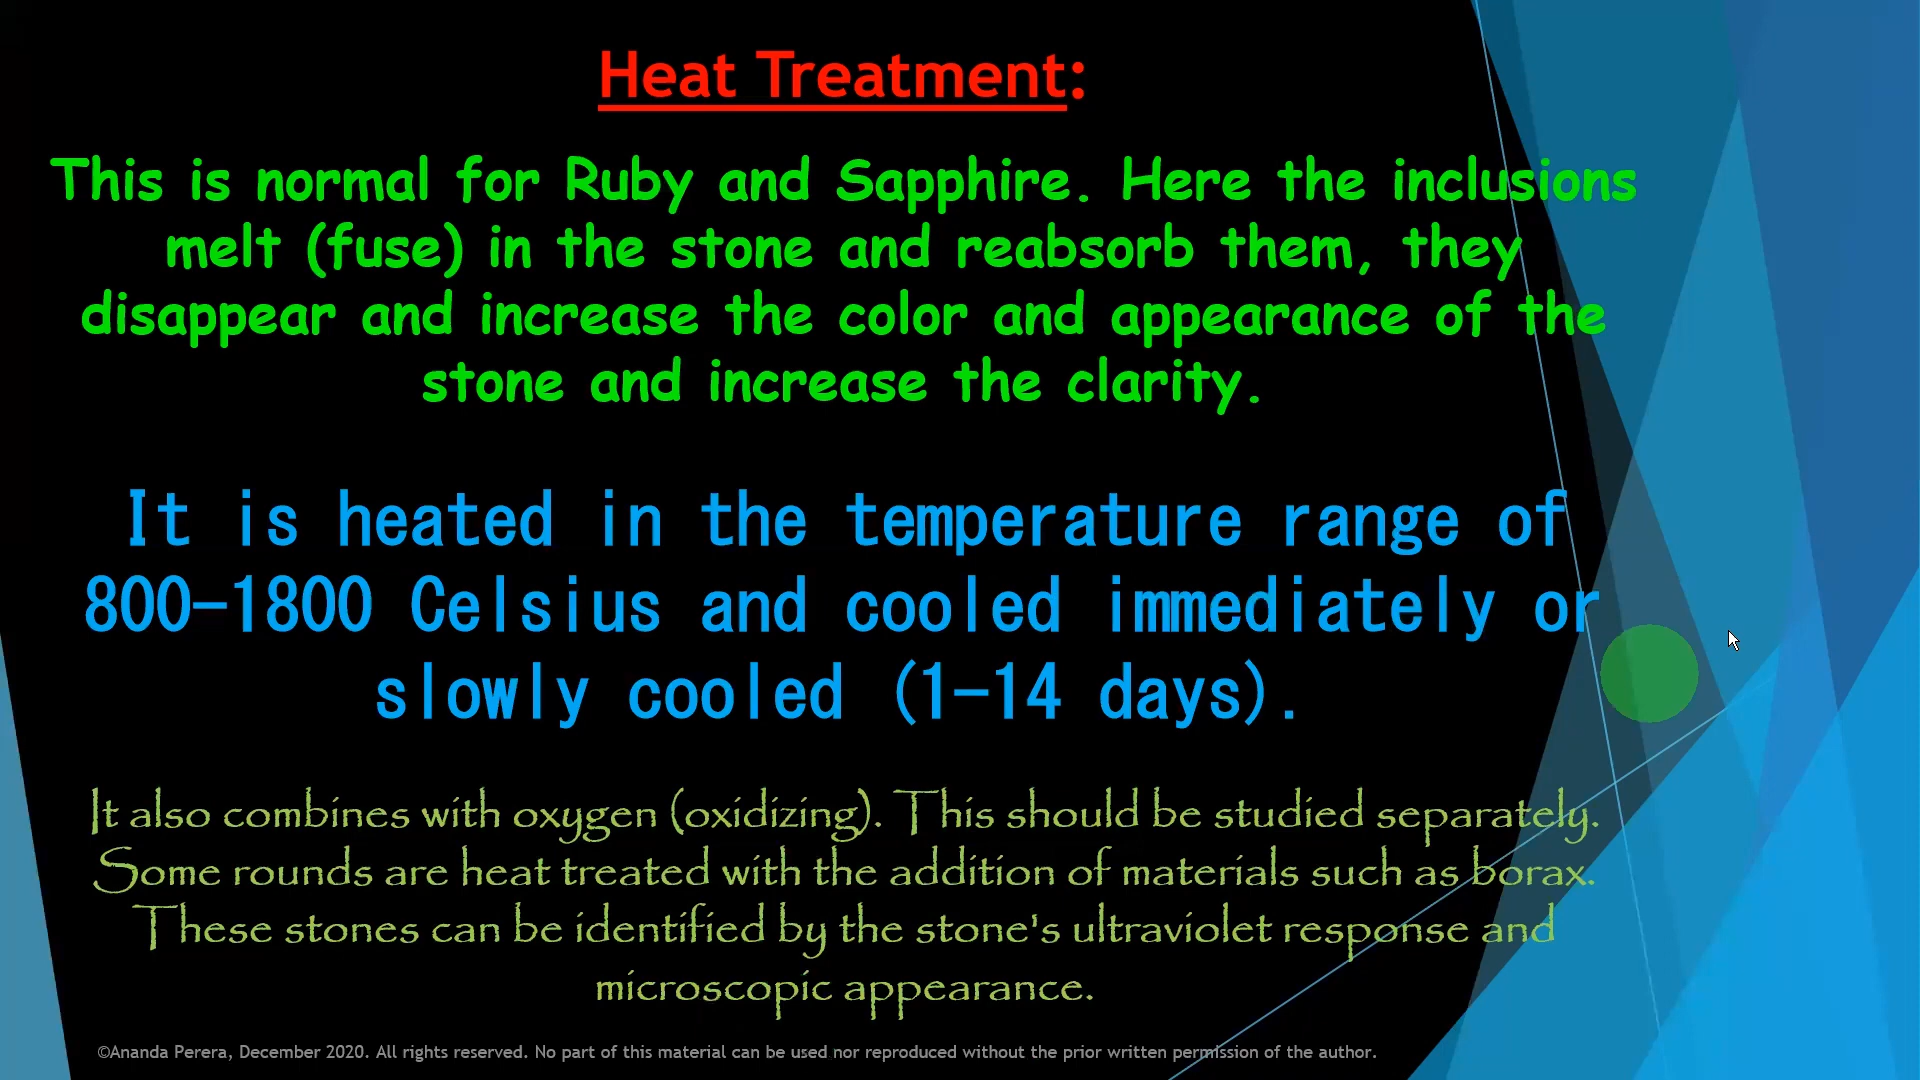 Heat Treatment:
This is normal for Ruby and Sapphire. Here the inclusions
melt (fuse) in the stone and reabsorb them, they
disappear and increase the color and appearance of the
stone and increase the clarity.
It is heated in the temperature range of
800-1800 Celsius and cooled immediately or
slowly cooled (1-14 days).
It also combines with oxygen (oxidizing). This should be studied separately.
Some rounds are heat treated with the addition of materials such as borax.
These stones can be identified by the stone's ultraviolet response and
microscopic appearance.
©Ananda Perera, December 2020. All rights reserved. No part of this material can be used nor reproduced without the prior written permission of the author.